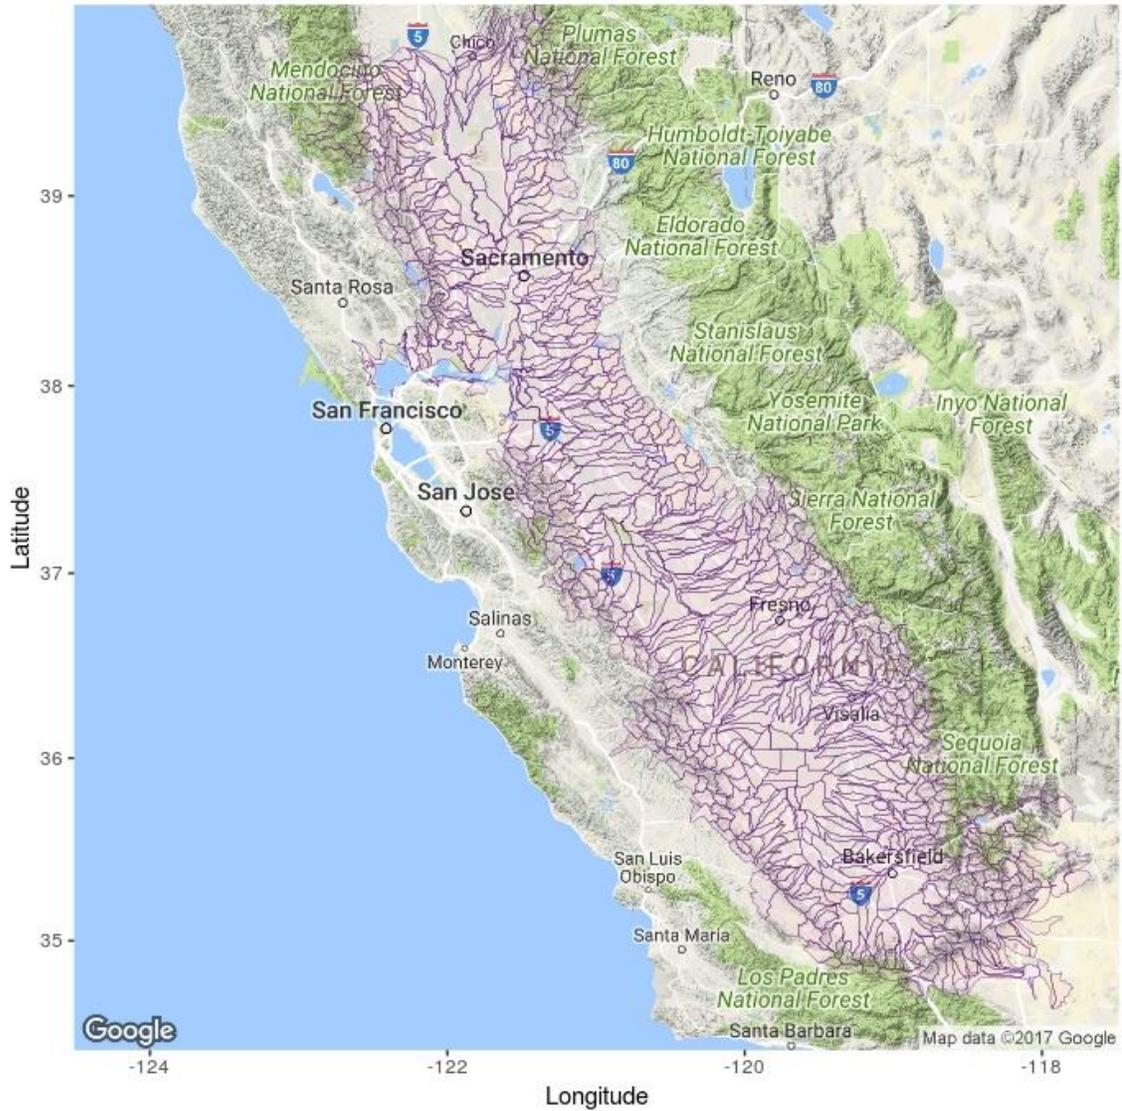 5
Chico
Plumas
National Forest
Mendocino
National Forest
Reno
80
Humboldt-Toiyabe
National Forest
80
39
Eldorado
National Forest
Sacramento
Santa Rosa
Stanislaus
National Forest
38
Yosemite
National Park
Inyo National
Forest
San Francisco
5
San Jose
Sierra National
Forest
Latitude
37
5
Fresno
Salinas
Monterey
CALIFORNIA
Visalia
36
Sequoia
National Forest
San Luis
Obispo
Bakersfield
5
35
Santa Maria
Los Padres
National Forest
Santa Barbara
Google
Map data ©2017 Google
-124
-122
-120
-118
Longitude